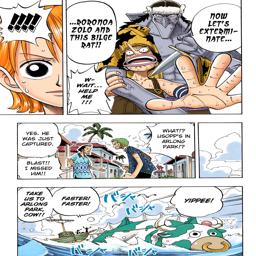 NOW
LET'S
EXTERMI-
NATE...
...RORONOA
ZOLO AND
THIS BILGE
RAT!!
W-
WAIT...
HELP
ME
!!!
!!!!
WHAT!?
USOPP'S IN
ARLONG
PARK!?
YES. HE
WAS JUST
CAPTURED.
BLAST!!
I MISSED
HIM!!
YIPPEE!
FASTER!
FASTER!
TAKE
US TO
ARLONG
PARK,
COW!!